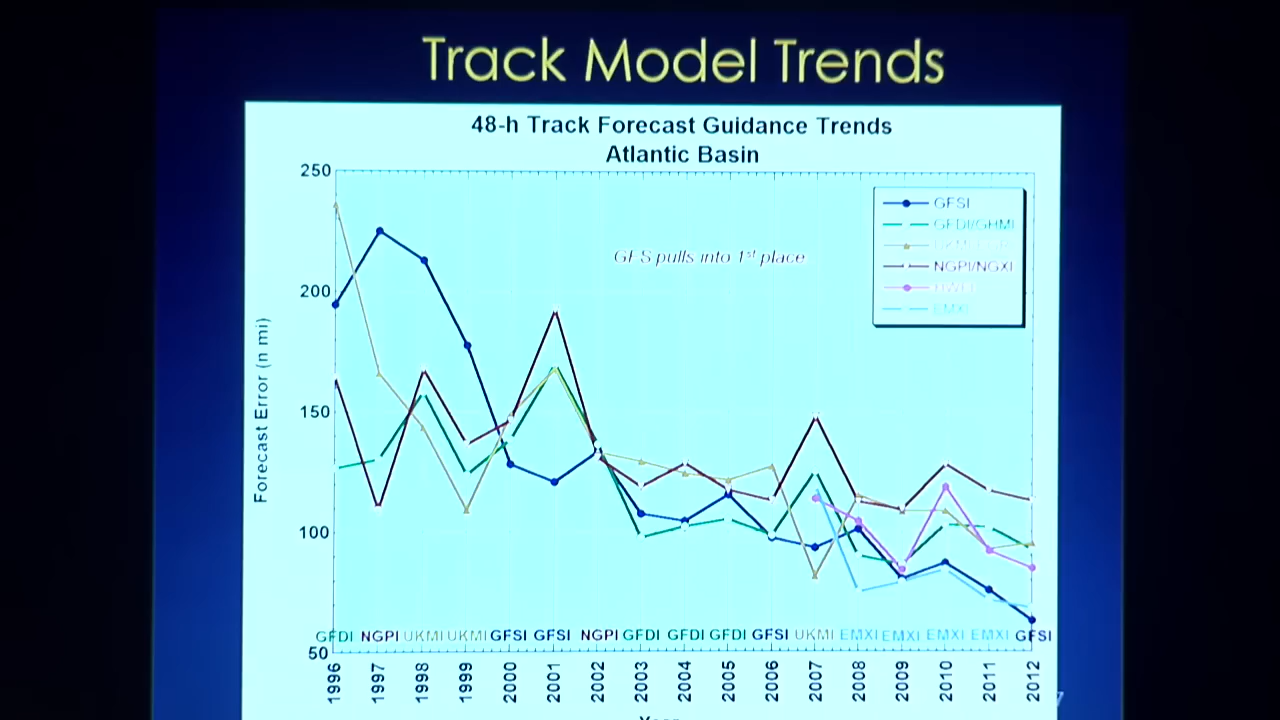 Track Model Trends
48-h Track Forecast Guidance Trends
Atlantic Basin
250
200
150
100
50
Forecast Error (n mi)
GFS pulls into 1st place
GFSI
GFDI/GHMI
NGPI/NGXI
EMXI
GFDI NGPI UKMI UKMI GFSI GFSI NGPI GFDI GFDI GFDI GFSI UKMI EMXI EMXI EMXI EMXI GFSI
1996 1997 1998 1999 2000 2001 2002 2003 2004 2005 2006 2007 2008 2009 2010 2011 2012
7